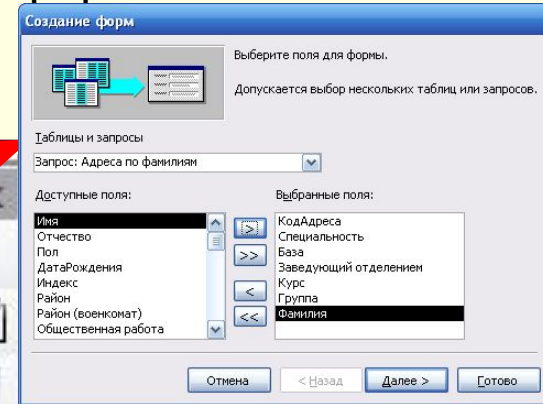 Создание форм
Выберите поля для формы.
Допускается выбор нескольких таблиц или запросов.
Таблицы и запросы
Запрос: Адреса по фамилиям
Доступные поля:
Имя
Отчество
Пол
ДатаРождения
Индекс
Район
Район (военкомат)
Общественная работа
>
>>
<
<<
Выбранные поля:
КодАдреса
Специальность
База
Заведующий отделением
Курс
Группа
Фамилия
Отмена
< Назад
Далее >
Готово